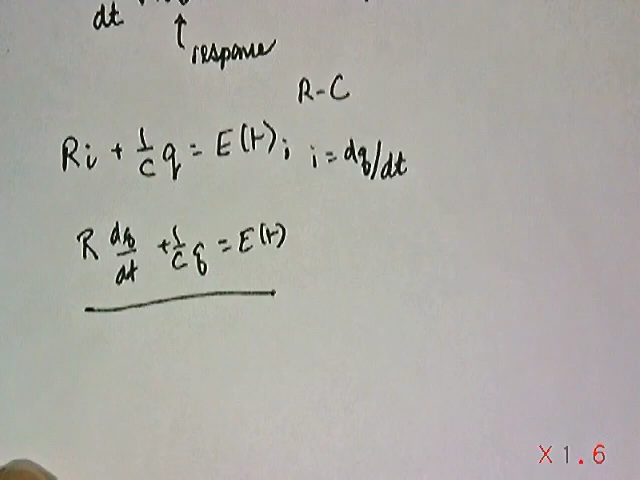 dt
↑
response
R-C
Ri + 1/C q = E(t); i = dq/dt
R dq/dt + 1/C q = E(t)
X1.6